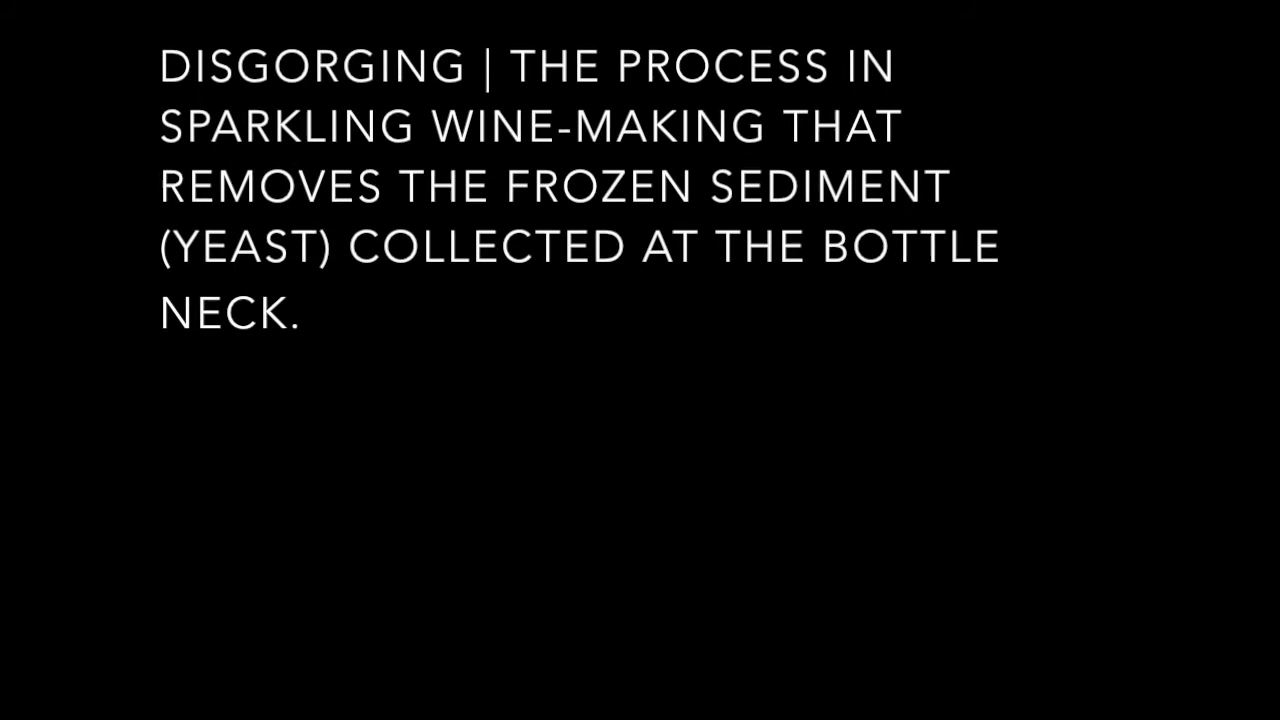 DISGORGING | THE PROCESS IN
SPARKLING WINE-MAKING THAT
REMOVES THE FROZEN SEDIMENT
(YEAST) COLLECTED AT THE BOTTLE
NECK.